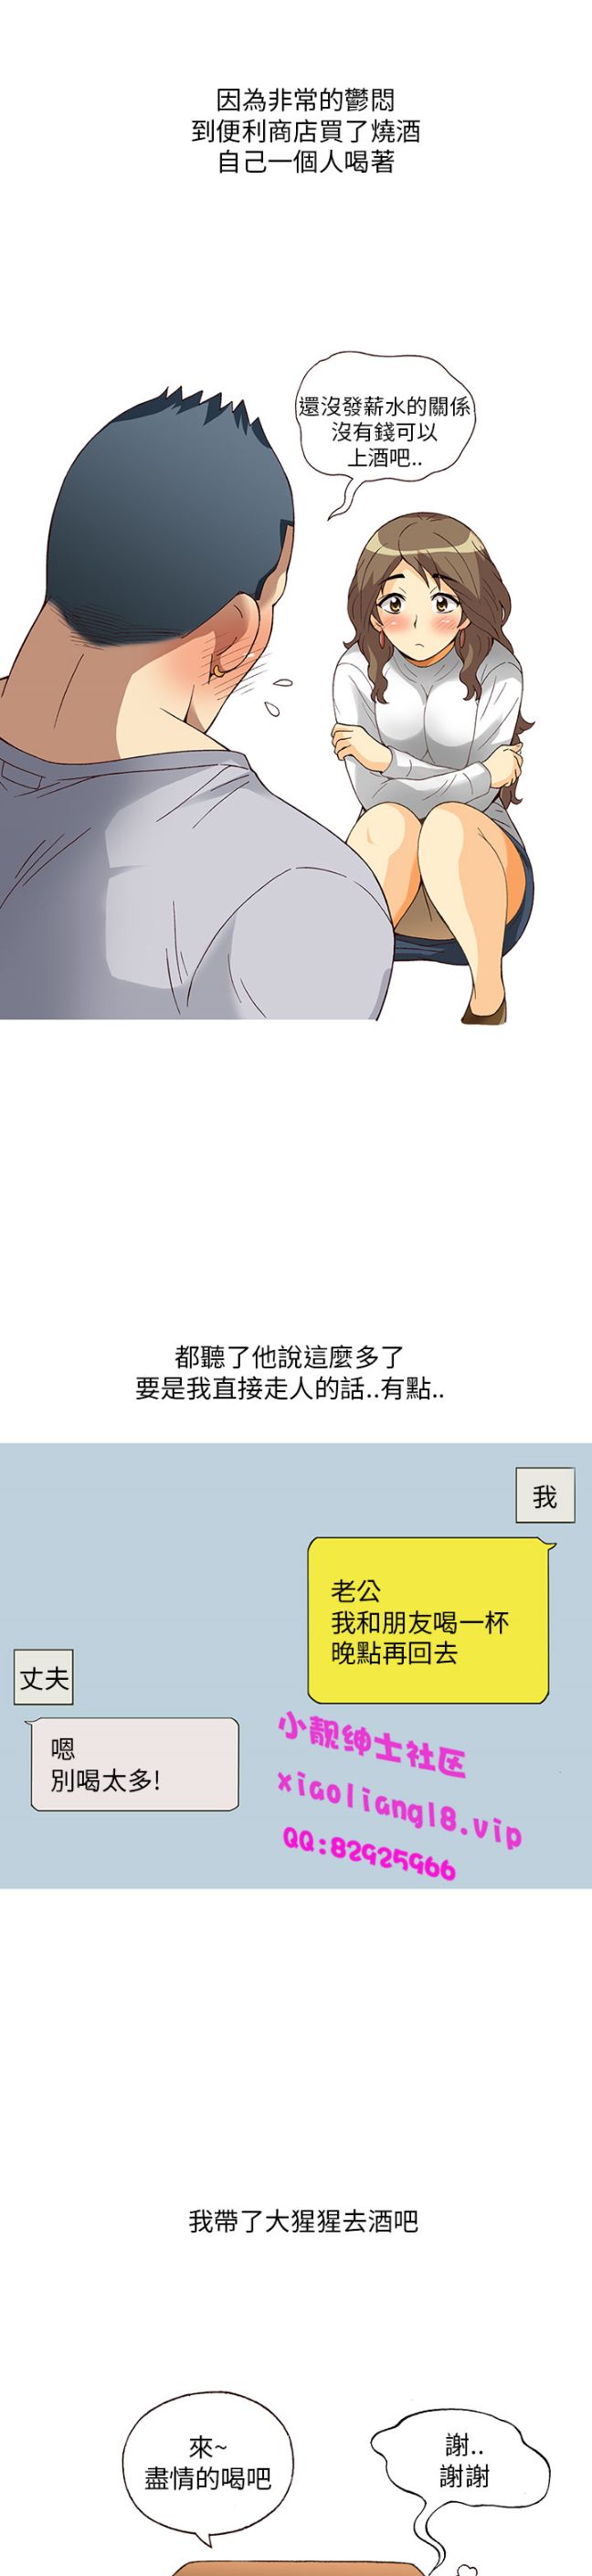 因為非常的鬱悶
到便利商店買了燒酒
自己一個人喝著
還沒發薪水的關係
沒有錢可以
上酒吧..
都聽了他說這麼多了
要是我直接走人的話..有點..
我
老公
我和朋友喝一杯
晚點再回去
丈夫
嗯
別喝太多!
小靓绅士社区
xiaoliang18.vip
QQ:82925966
我帶了大猩猩去酒吧
來~
盡情的喝吧
謝..
謝謝